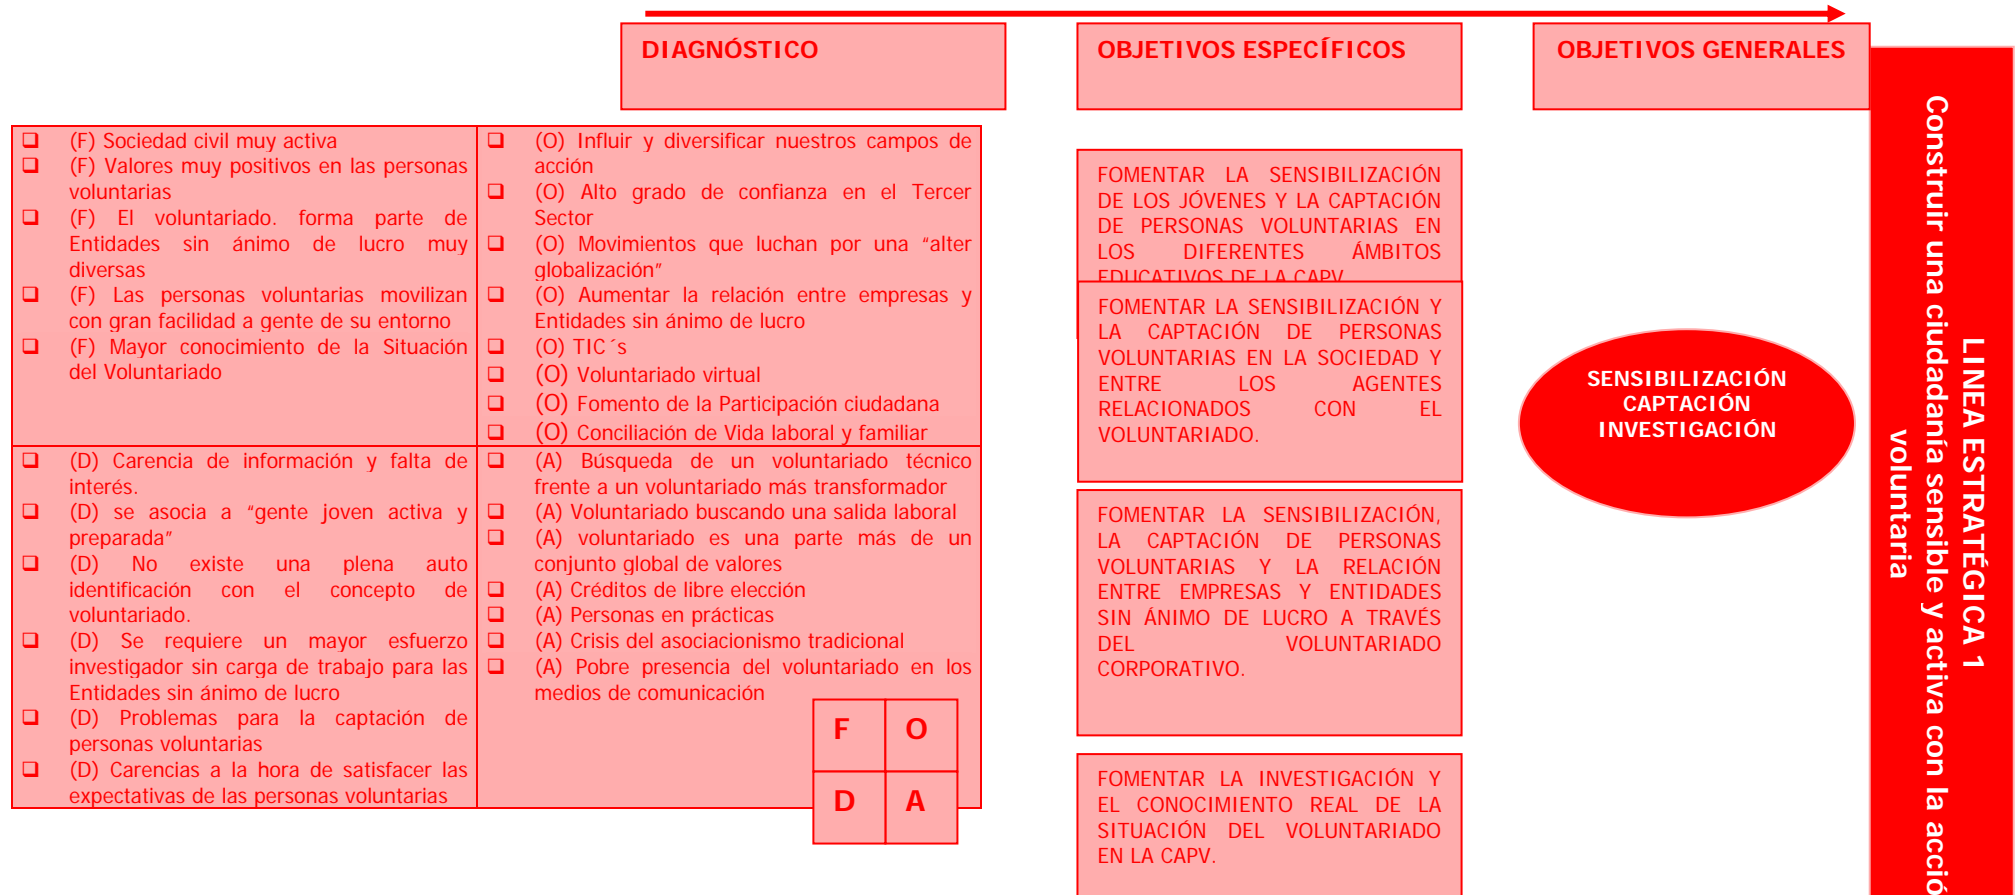 DIAGNÓSTICO
OBJETIVOS ESPECÍFICOS
OBJETIVOS GENERALES
❑ (F) Sociedad civil muy activa
❑ (F) Valores muy positivos en las personas
voluntarias
❑ (F) El voluntariado. forma parte de
Entidades sin ánimo de lucro muy
diversas
❑ (F) Las personas voluntarias movilizan
con gran facilidad a gente de su entorno
❑ (F) Mayor conocimiento de la Situación
del Voluntariado
❑ (O) Influir y diversificar nuestros campos de
acción
❑ (O) Alto grado de confianza en el Tercer
Sector
❑ (O) Movimientos que luchan por una “alter
globalización”
❑ (O) Aumentar la relación entre empresas y
Entidades sin ánimo de lucro
❑ (O) TIC´s
❑ (O) Voluntariado virtual
❑ (O) Fomento de la Participación ciudadana
❑ (O) Conciliación de Vida laboral y familiar
❑ (D) Carencia de información y falta de
interés.
❑ (D) se asocia a “gente joven activa y
preparada”
❑ (D) No existe una plena auto
identificación con el concepto de
voluntariado.
❑ (D) Se requiere un mayor esfuerzo
investigador sin carga de trabajo para las
Entidades sin ánimo de lucro
❑ (D) Problemas para la captación de
personas voluntarias
❑ (D) Carencias a la hora de satisfacer las
expectativas de las personas voluntarias
❑ (A) Búsqueda de un voluntariado técnico
frente a un voluntariado más transformador
❑ (A) Voluntariado buscando una salida laboral
❑ (A) voluntariado es una parte más de un
conjunto global de valores
❑ (A) Créditos de libre elección
❑ (A) Personas en prácticas
❑ (A) Crisis del asociacionismo tradicional
❑ (A) Pobre presencia del voluntariado en los
medios de comunicación
F O
D A
FOMENTAR LA SENSIBILIZACIÓN
DE LOS JÓVENES Y LA CAPTACIÓN
DE PERSONAS VOLUNTARIAS EN
LOS DIFERENTES ÁMBITOS
EDUCATIVOS DE LA CAPV
FOMENTAR LA SENSIBILIZACIÓN Y
LA CAPTACIÓN DE PERSONAS
VOLUNTARIAS EN LA SOCIEDAD Y
ENTRE LOS AGENTES
RELACIONADOS CON EL
VOLUNTARIADO.
FOMENTAR LA SENSIBILIZACIÓN,
LA CAPTACIÓN DE PERSONAS
VOLUNTARIAS Y LA RELACIÓN
ENTRE EMPRESAS Y ENTIDADES
SIN ÁNIMO DE LUCRO A TRAVÉS
DEL VOLUNTARIADO
CORPORATIVO.
FOMENTAR LA INVESTIGACIÓN Y
EL CONOCIMIENTO REAL DE LA
SITUACIÓN DEL VOLUNTARIADO
EN LA CAPV.
SENSIBILIZACIÓN
CAPTACIÓN
INVESTIGACIÓN
LINEA ESTRATÉGICA 1
Construir una ciudadanía sensible y activa con la acció
voluntaria